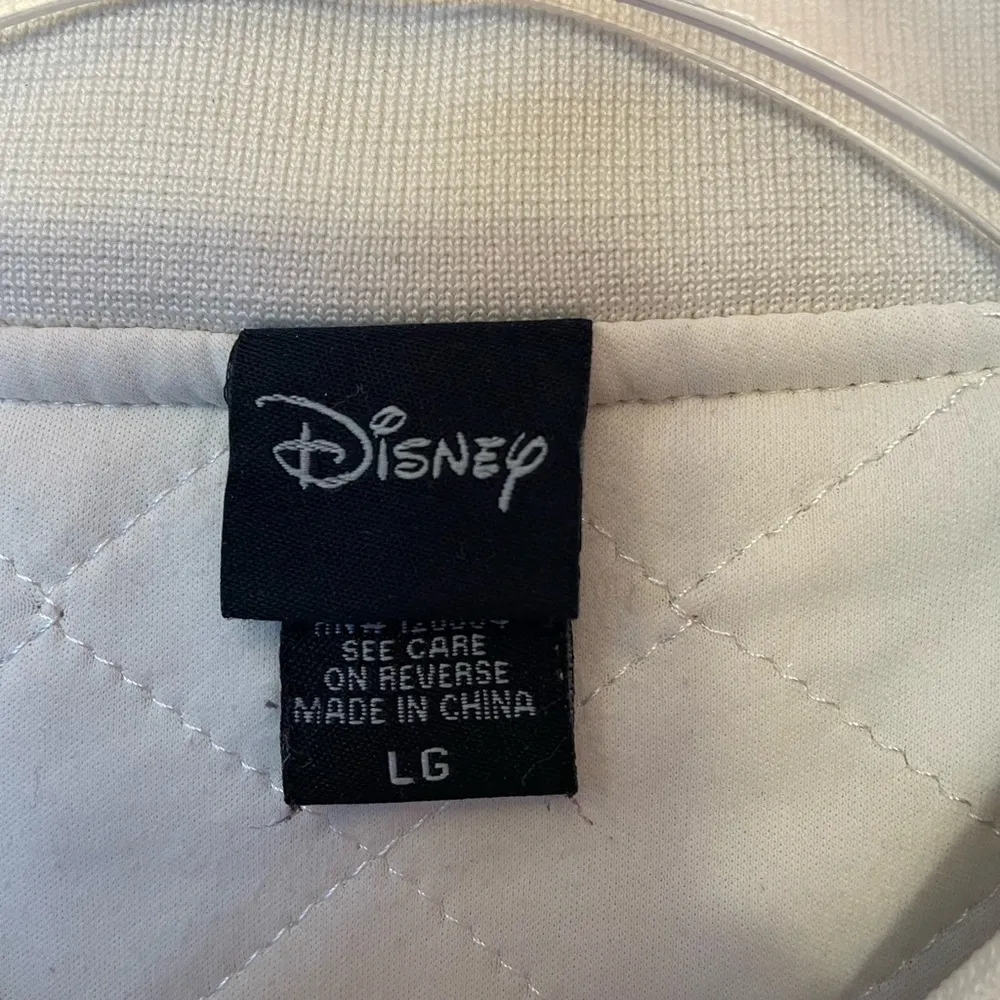 Disney
SEE CARE
ON REVERSE
MADE IN CHINA
LG